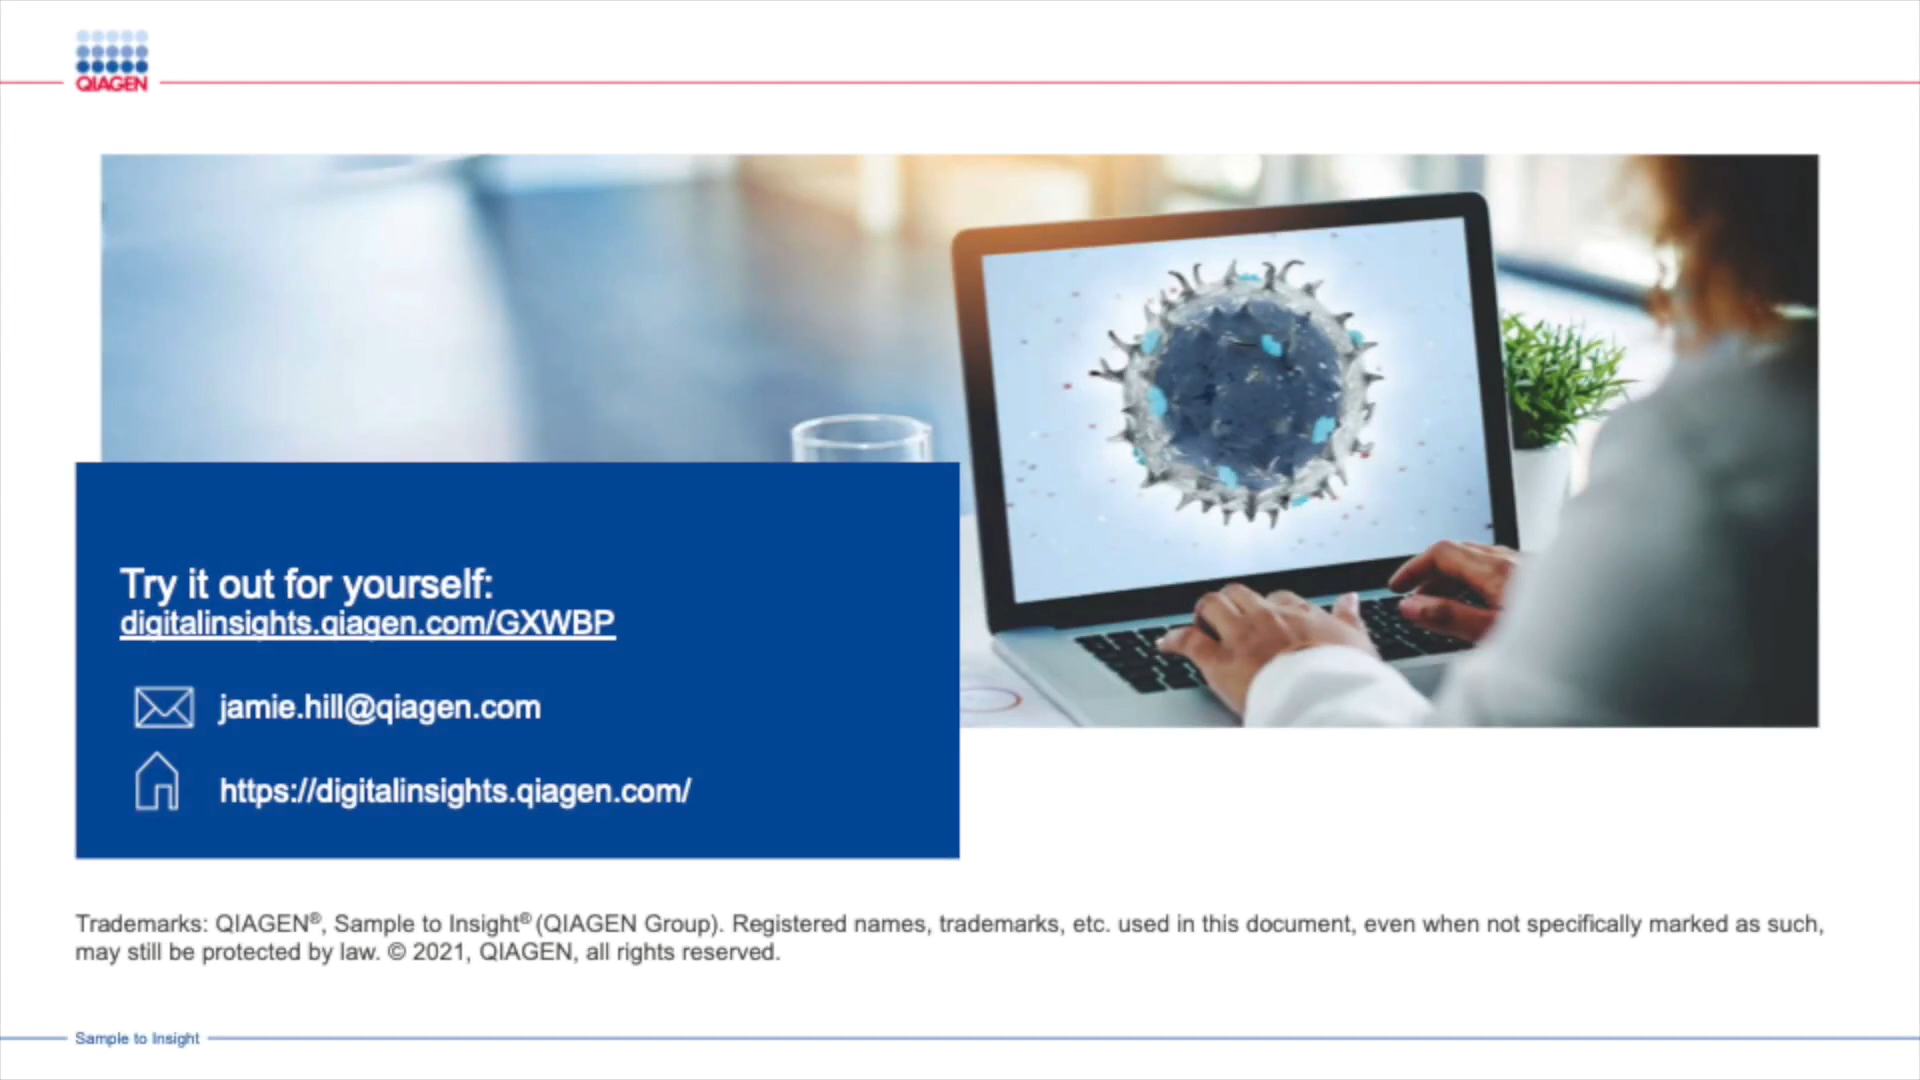 QIAGEN
Try it out for yourself:
digitalinsights.qiagen.com/GXWBP
jamie.hill@qiagen.com
https://digitalinsights.qiagen.com/
Trademarks: QIAGEN®, Sample to Insight® (QIAGEN Group). Registered names, trademarks, etc. used in this document, even when not specifically marked as such,
may still be protected by law. © 2021, QIAGEN, all rights reserved.
Sample to Insight